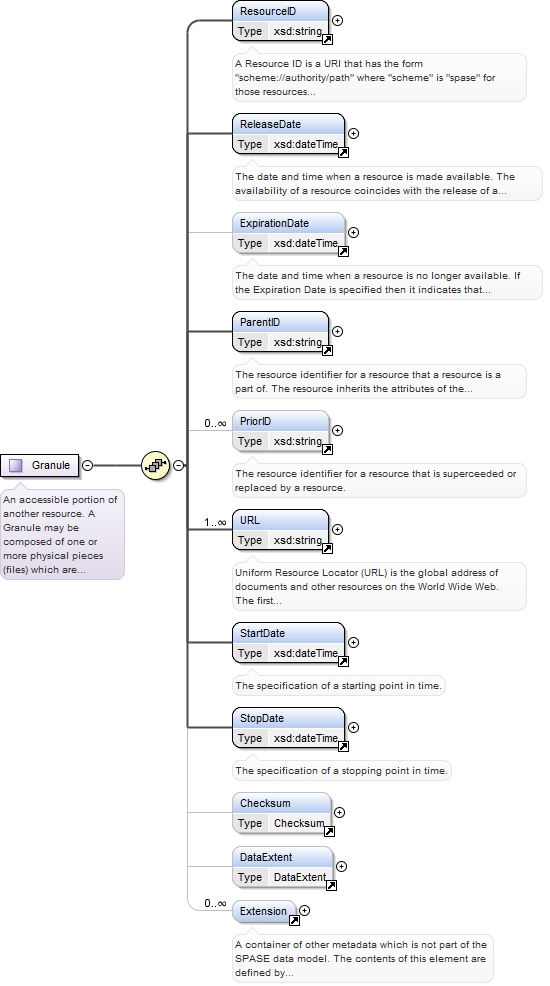 ResourceID
Type xsd:string
A Resource ID is a URI that has the form
"scheme://authority/path" where "scheme" is "spase" for
those resources...
ReleaseDate
Type xsd:dateTime
The date and time when a resource is made available. The
availability of a resource coincides with the release of a...
ExpirationDate
Type xsd:dateTime
The date and time when a resource is no longer available. If
the Expiration Date is specified then it indicates that...
ParentID
Type xsd:string
The resource identifier for a resource that a resource is a
part of. The resource inherits the attributes of the...
0..∞
PriorID
Type xsd:string
The resource identifier for a resource that is superceeded or
replaced by a resource.
Granule
An accessible portion of
another resource. A
Granule may be
composed of one or
more physical pieces
(files) which are...
1..∞
URL
Type xsd:string
Uniform Resource Locator (URL) is the global address of
documents and other resources on the World Wide Web.
The first...
StartDate
Type xsd:dateTime
The specification of a starting point in time.
StopDate
Type xsd:dateTime
The specification of a stopping point in time.
Checksum
Type Checksum
DataExtent
Type DataExtent
0..∞
Extension
A container of other metadata which is not part of the
SPASE data model. The contents of this element are
defined by...